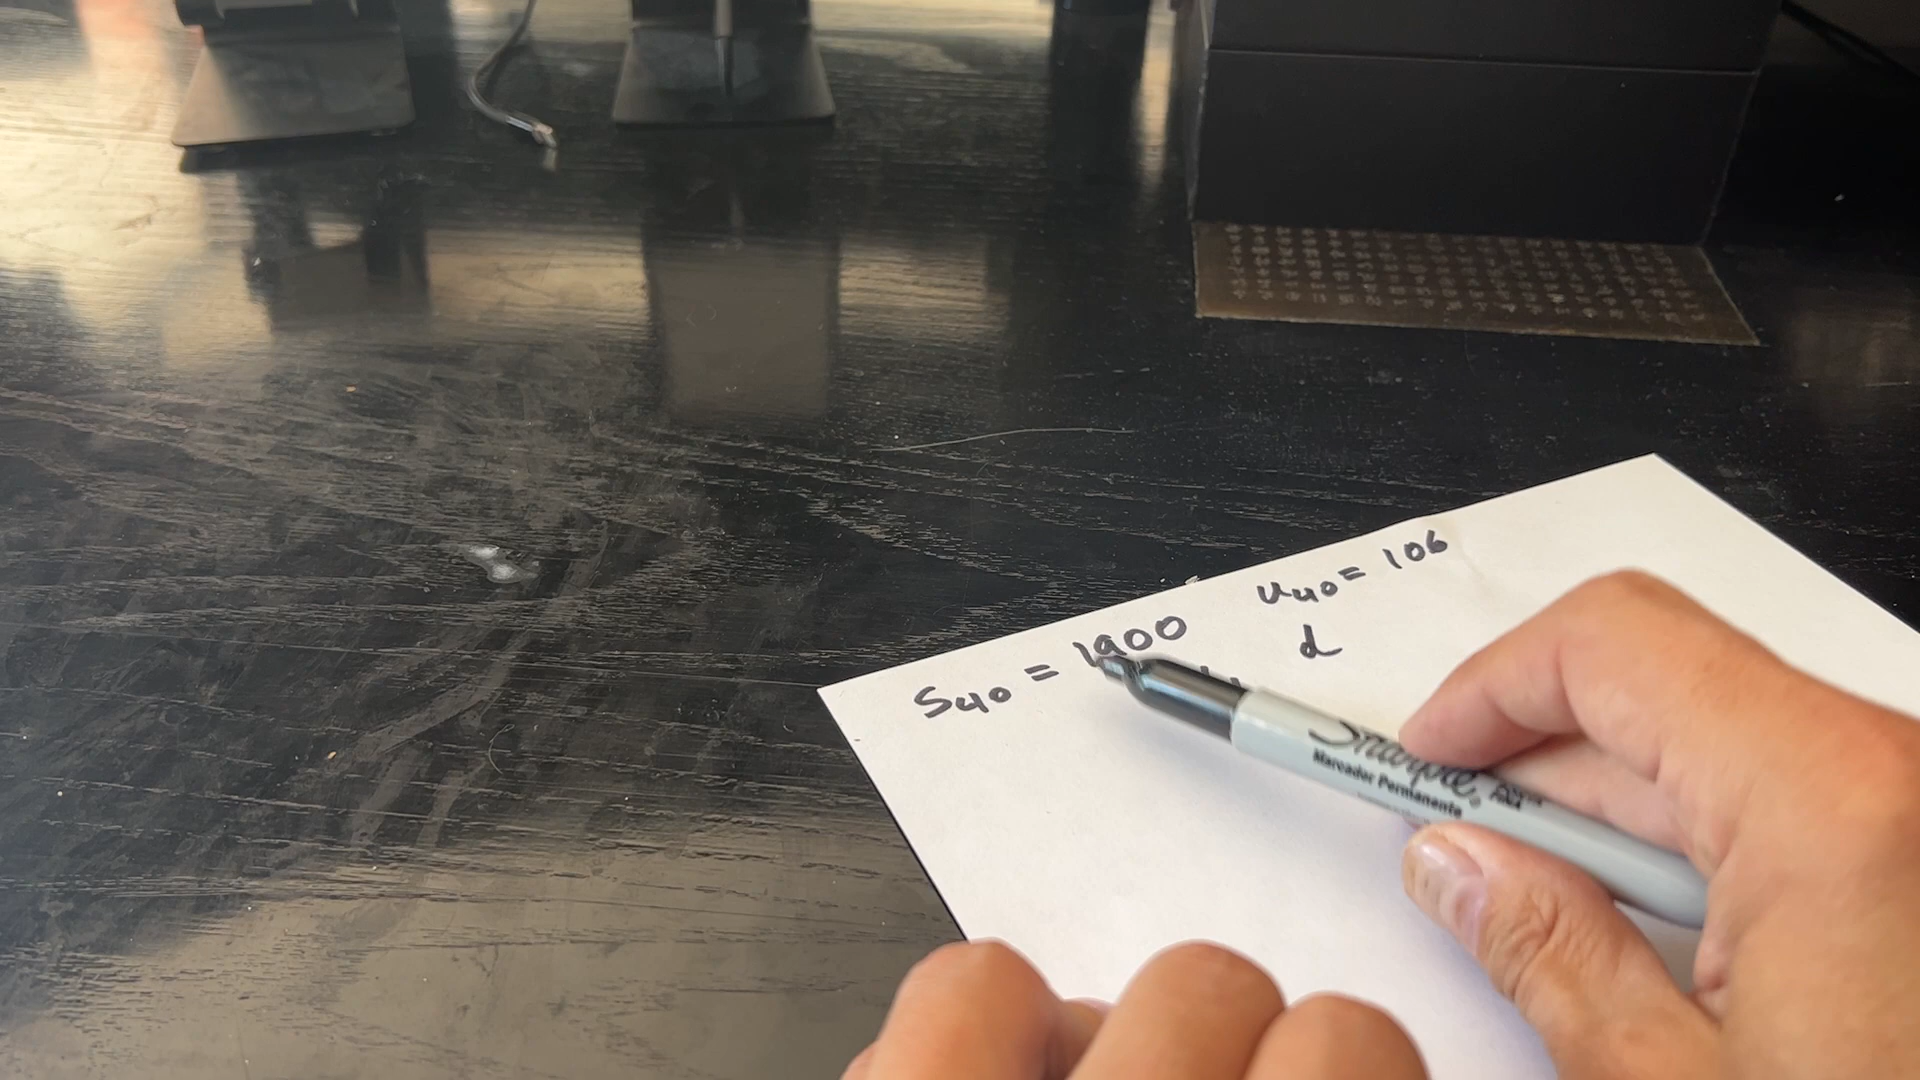 u40 = 106
S40 = 1900
d
Sharpie
Marcador Permanente